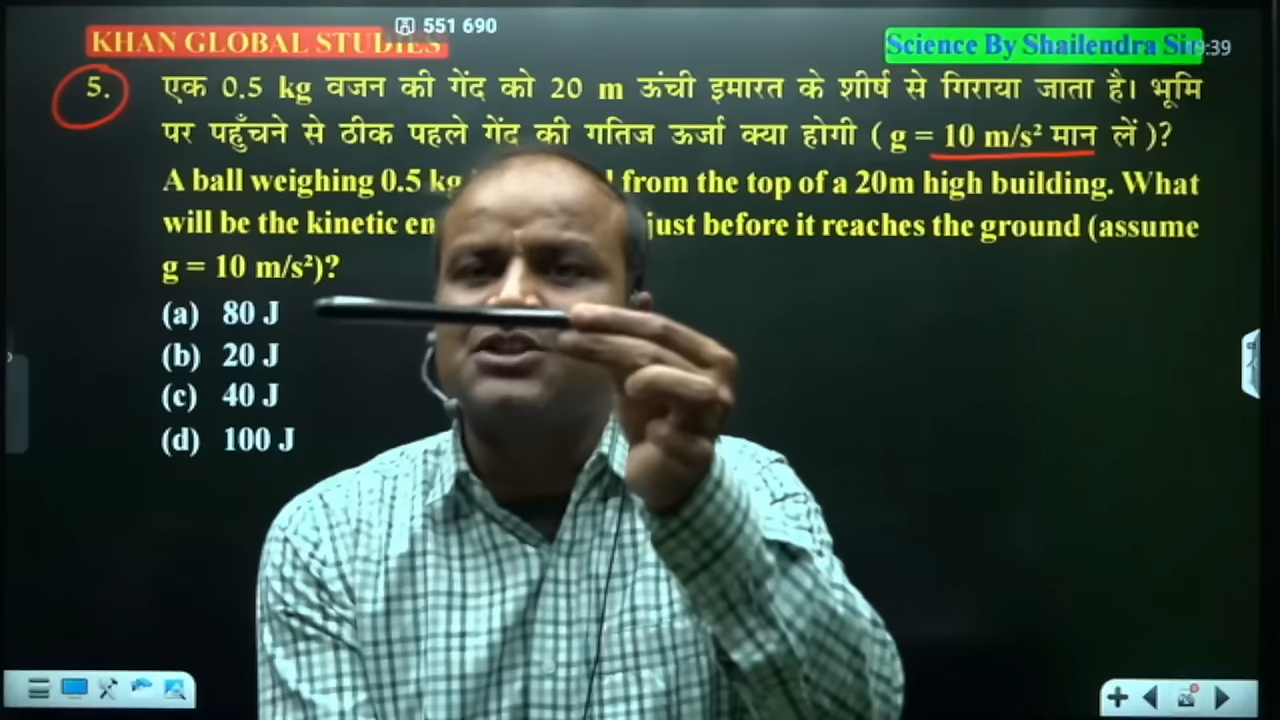 KHAN GLOBAL STUDIES
551 690
Science By Shailendra Sir
9:39
5. एक 0.5 kg वजन की गेंद को 20 m ऊंची इमारत के शीर्ष से गिराया जाता है। भूमि
पर पहुँचने से ठीक पहले गेंद की गतिज ऊर्जा क्या होगी ( g = 10 m/s² मान लें )?
A ball weighing 0.5 kg from the top of a 20m high building. What
will be the kinetic en just before it reaches the ground (assume
g = 10 m/s²)?
(a) 80 J
(b) 20 J
(c) 40 J
(d) 100 J